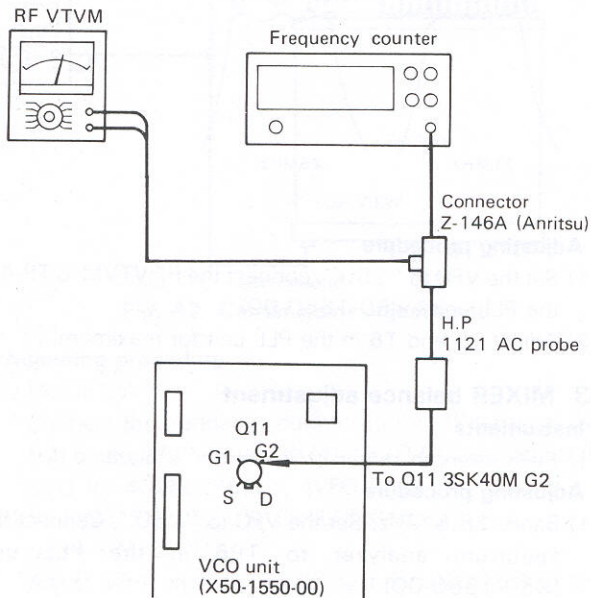 RF VTVM
Frequency counter
Connector
Z-146A (Anritsu)
H.P
1121 AC probe
Q11
G1 G2
S D
To Q11 3SK40M G2
VCO unit
(X50-1550-00)